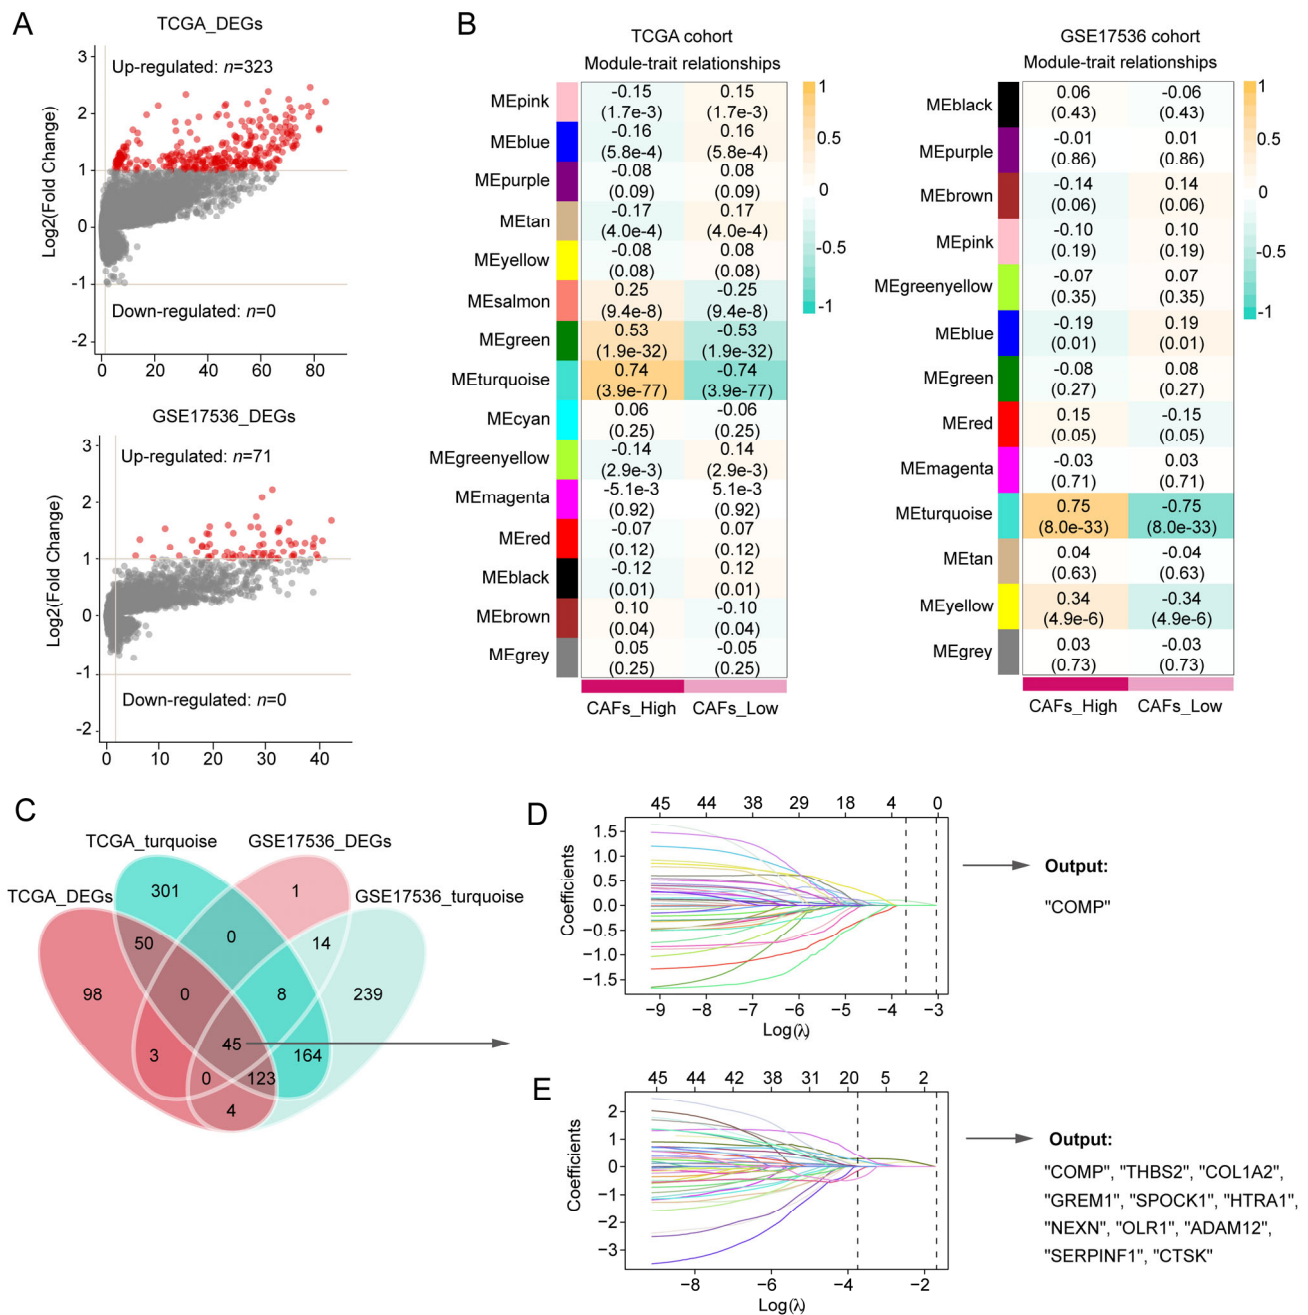 A
TCGA_DEGs
3
2
1
0
-1
-2
Log2(Fold Change)
Up-regulated: n=323
Down-regulated: n=0
0 20 40 60 80
GSE17536_DEGs
3
2
1
0
-1
-2
Log2(Fold Change)
Up-regulated: n=71
Down-regulated: n=0
0 10 20 30 40
B
TCGA cohort
Module-trait relationships
MEpink -0.15 0.15
(1.7e-3) (1.7e-3)
MEblue -0.16 0.16
(5.8e-4) (5.8e-4)
MEpurple -0.08 0.08
(0.09) (0.09)
MEtan -0.17 0.17
(4.0e-4) (4.0e-4)
MEyellow -0.08 0.08
(0.08) (0.08)
MEsalmon 0.25 -0.25
(9.4e-8) (9.4e-8)
MEgreen 0.53 -0.53
(1.9e-32) (1.9e-32)
MEturquoise 0.74 -0.74
(3.9e-77) (3.9e-77)
MEcyan 0.06 -0.06
(0.25) (0.25)
MEgreenyellow -0.14 0.14
(2.9e-3) (2.9e-3)
MEmagenta -5.1e-3 5.1e-3
(0.92) (0.92)
MEred -0.07 0.07
(0.12) (0.12)
MEblack -0.12 0.12
(0.01) (0.01)
MEbrown 0.10 -0.10
(0.04) (0.04)
MEgrey 0.05 -0.05
(0.25) (0.25)
CAFs_High CAFs_Low
1
0.5
0
-0.5
-1
GSE17536 cohort
Module-trait relationships
MEblack 0.06 -0.06
(0.43) (0.43)
MEpurple -0.01 0.01
(0.86) (0.86)
MEbrown -0.14 0.14
(0.06) (0.06)
MEpink -0.10 0.10
(0.19) (0.19)
MEgreenyellow -0.07 0.07
(0.35) (0.35)
MEblue -0.19 0.19
(0.01) (0.01)
MEgreen -0.08 0.08
(0.27) (0.27)
MEred 0.15 -0.15
(0.05) (0.05)
MEmagenta -0.03 0.03
(0.71) (0.71)
MEturquoise 0.75 -0.75
(8.0e-33) (8.0e-33)
MEtan 0.04 -0.04
(0.63) (0.63)
MEyellow 0.34 -0.34
(4.9e-6) (4.9e-6)
MEgrey 0.03 -0.03
(0.73) (0.73)
CAFs_High CAFs_Low
1
0.5
0
-0.5
-1
C
TCGA_turquoise GSE17536_DEGs
TCGA_DEGs GSE17536_turquoise
301 1
50 0 14
98 0 8 239
45
3 164
0 123
4
D
45 44 38 29 18 4 0
1.5
1.0
0.5
0.0
−0.5
−1.0
−1.5
Coefficients
−9 −8 −7 −6 −5 −4 −3 −2
Log(λ)
Output:
"COMP"
E
45 44 42 38 31 20 5 2
2
1
0
−1
−2
−3
Coefficients
−8 −6 −4 −2
Log(λ)
Output:
"COMP", "THBS2", "COL1A2",
"GREM1", "SPOCK1", "HTRA1",
"NEXN", "OLR1", "ADAM12",
"SERPINF1", "CTSK"